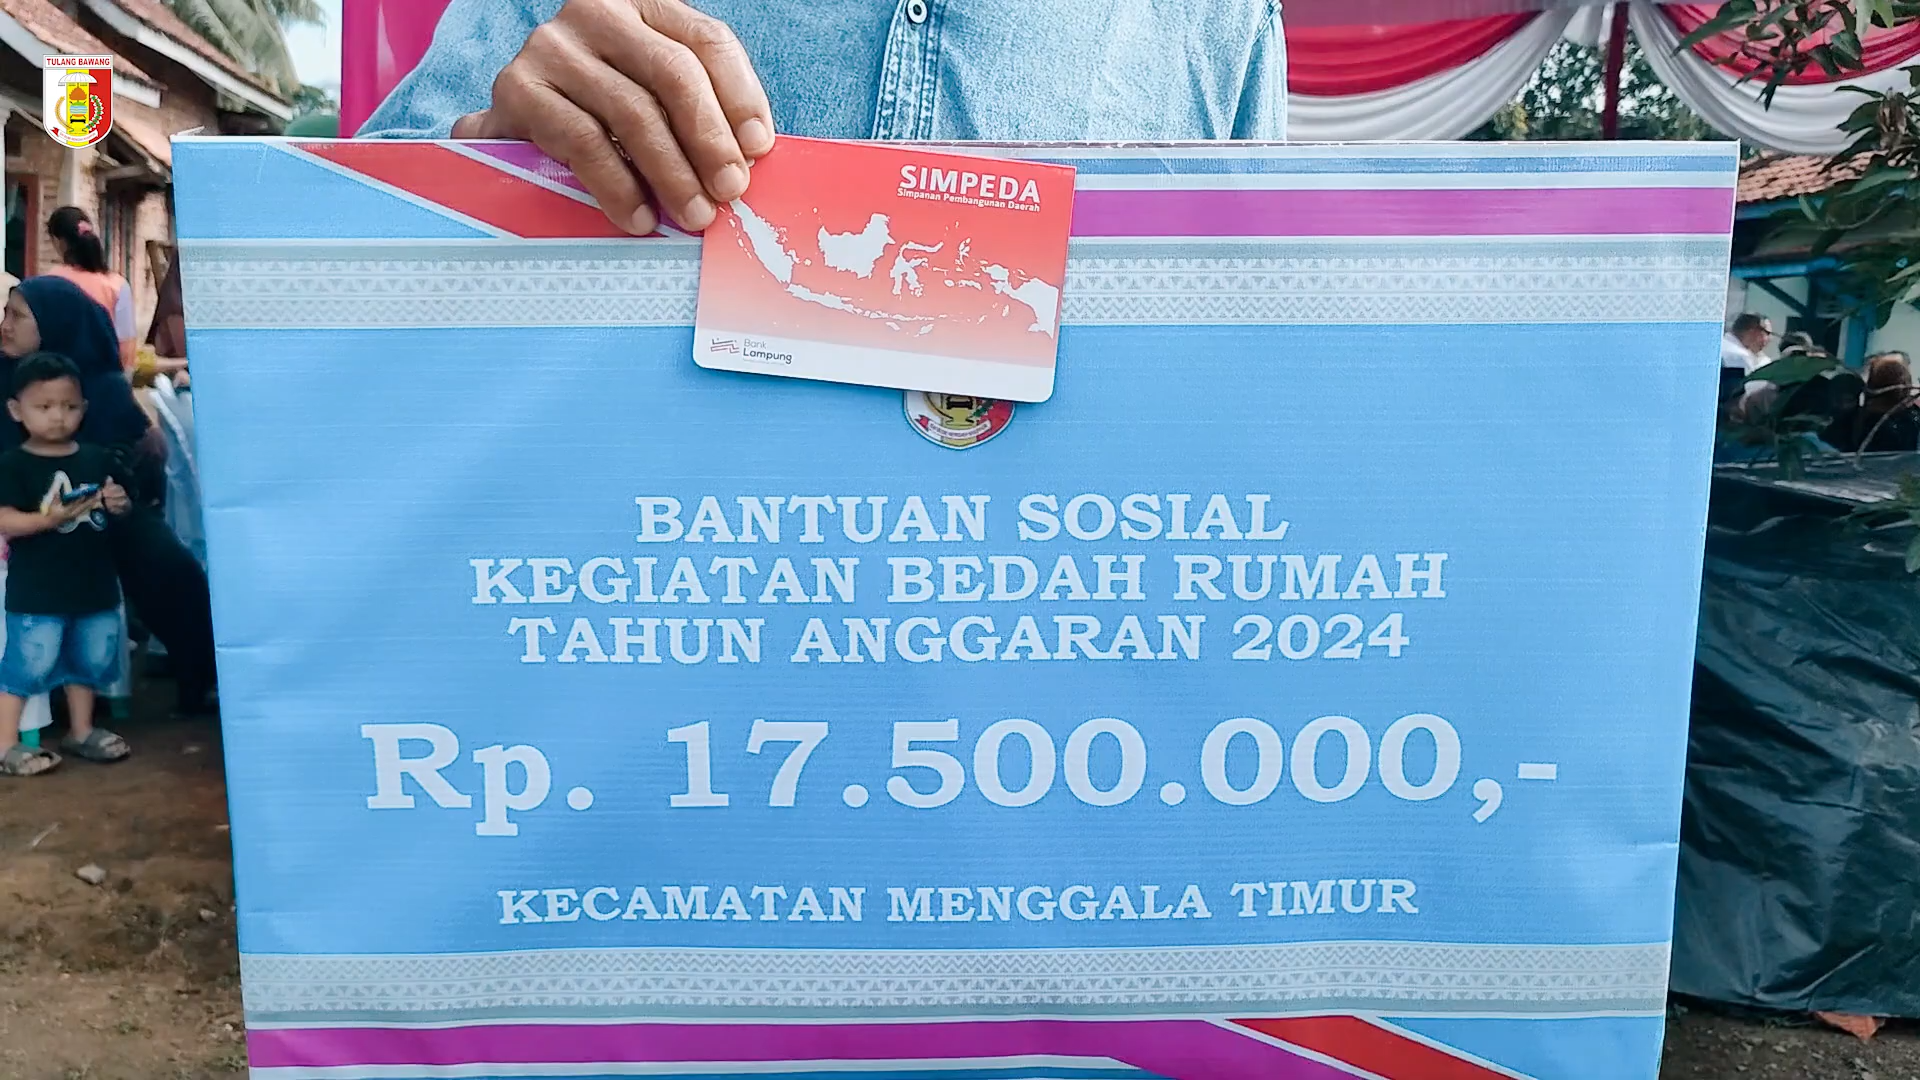 TULANG BAWANG
SIMPEDA
Simpanan Pembangunan Daerah
Bank
Lampung
BANTUAN SOSIAL
KEGIATAN BEDAH RUMAH
TAHUN ANGGARAN 2024
Rp. 17.500.000,-
KECAMATAN MENGGALA TIMUR